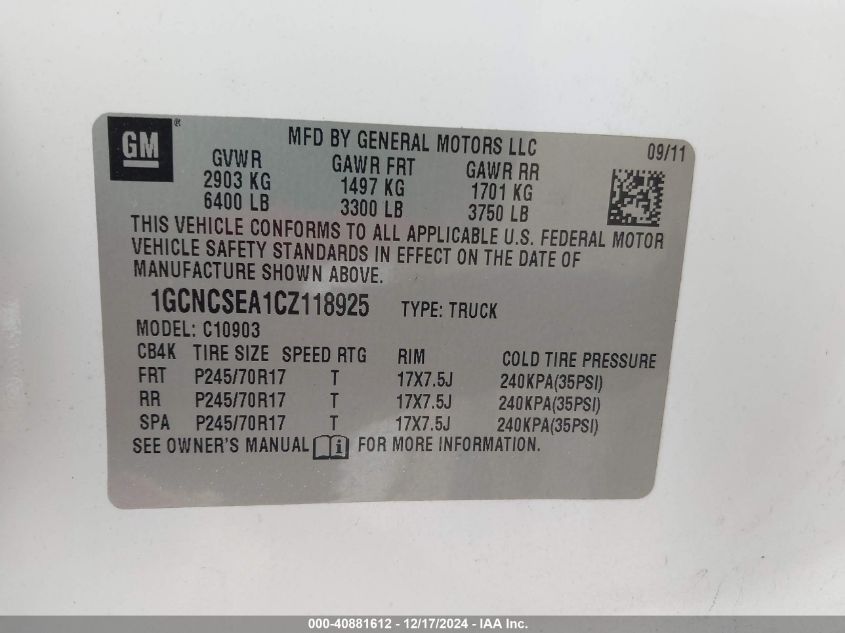 GM ®
MFD BY GENERAL MOTORS LLC 09/11
GVWR GAWR FRT GAWR RR
2903 KG 1497 KG 1701 KG
6400 LB 3300 LB 3750 LB
THIS VEHICLE CONFORMS TO ALL APPLICABLE U.S. FEDERAL MOTOR
VEHICLE SAFETY STANDARDS IN EFFECT ON THE DATE OF
MANUFACTURE SHOWN ABOVE.
1GCNCSEA1CZ118925 TYPE: TRUCK
MODEL: C10903
CB4K TIRE SIZE SPEED RTG RIM COLD TIRE PRESSURE
FRT P245/70R17 T 17X7.5J 240KPA(35PSI)
RR P245/70R17 T 17X7.5J 240KPA(35PSI)
SPA P245/70R17 T 17X7.5J 240KPA(35PSI)
SEE OWNER'S MANUAL FOR MORE INFORMATION.
000-40881612 - 12/17/2024 - IAA Inc.